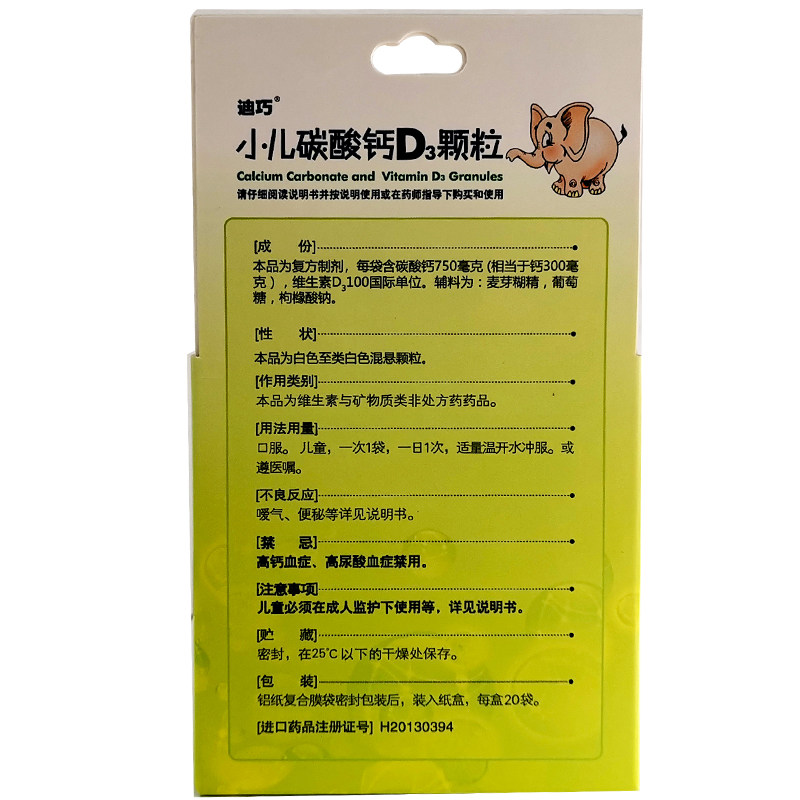 迪巧®
小儿碳酸钙D3颗粒
Calcium Carbonate and Vitamin D3 Granules
请仔细阅读说明书并按说明使用或在药师指导下购买和使用
[成 份]
本品为复方制剂，每袋含碳酸钙750毫克(相当于钙300毫
克），维生素D3100国际单位。辅料为：麦芽糊精，葡萄
糖，枸橼酸钠。
[性 状]
本品为白色至类白色混悬颗粒。
[作用类别]
本品为维生素与矿物质类非处方药药品。
[用法用量]
口服。儿童，一次1袋，一日1次，适量温开水冲服。或
遵医嘱。
[不良反应]
嗳气、便秘等详见说明书。
[禁 忌]
高钙血症、高尿酸血症禁用。
[注意事项]
儿童必须在成人监护下使用等，详见说明书。
[贮 藏]
密封，在25℃以下的干燥处保存。
[包 装]
铝纸复合膜袋密封包装后，装入纸盒，每盒20袋。
[进口药品注册证号] H20130394